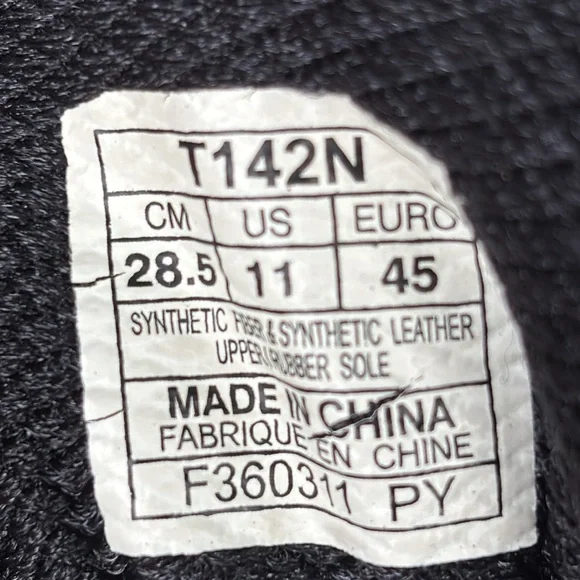 T142N
CM US EURO
28.5 11 45
SYNTHETIC FIBER & SYNTHETIC LEATHER
UPPER/RUBBER SOLE
MADE IN CHINA
FABRIQUE EN CHINE
F360311 PY